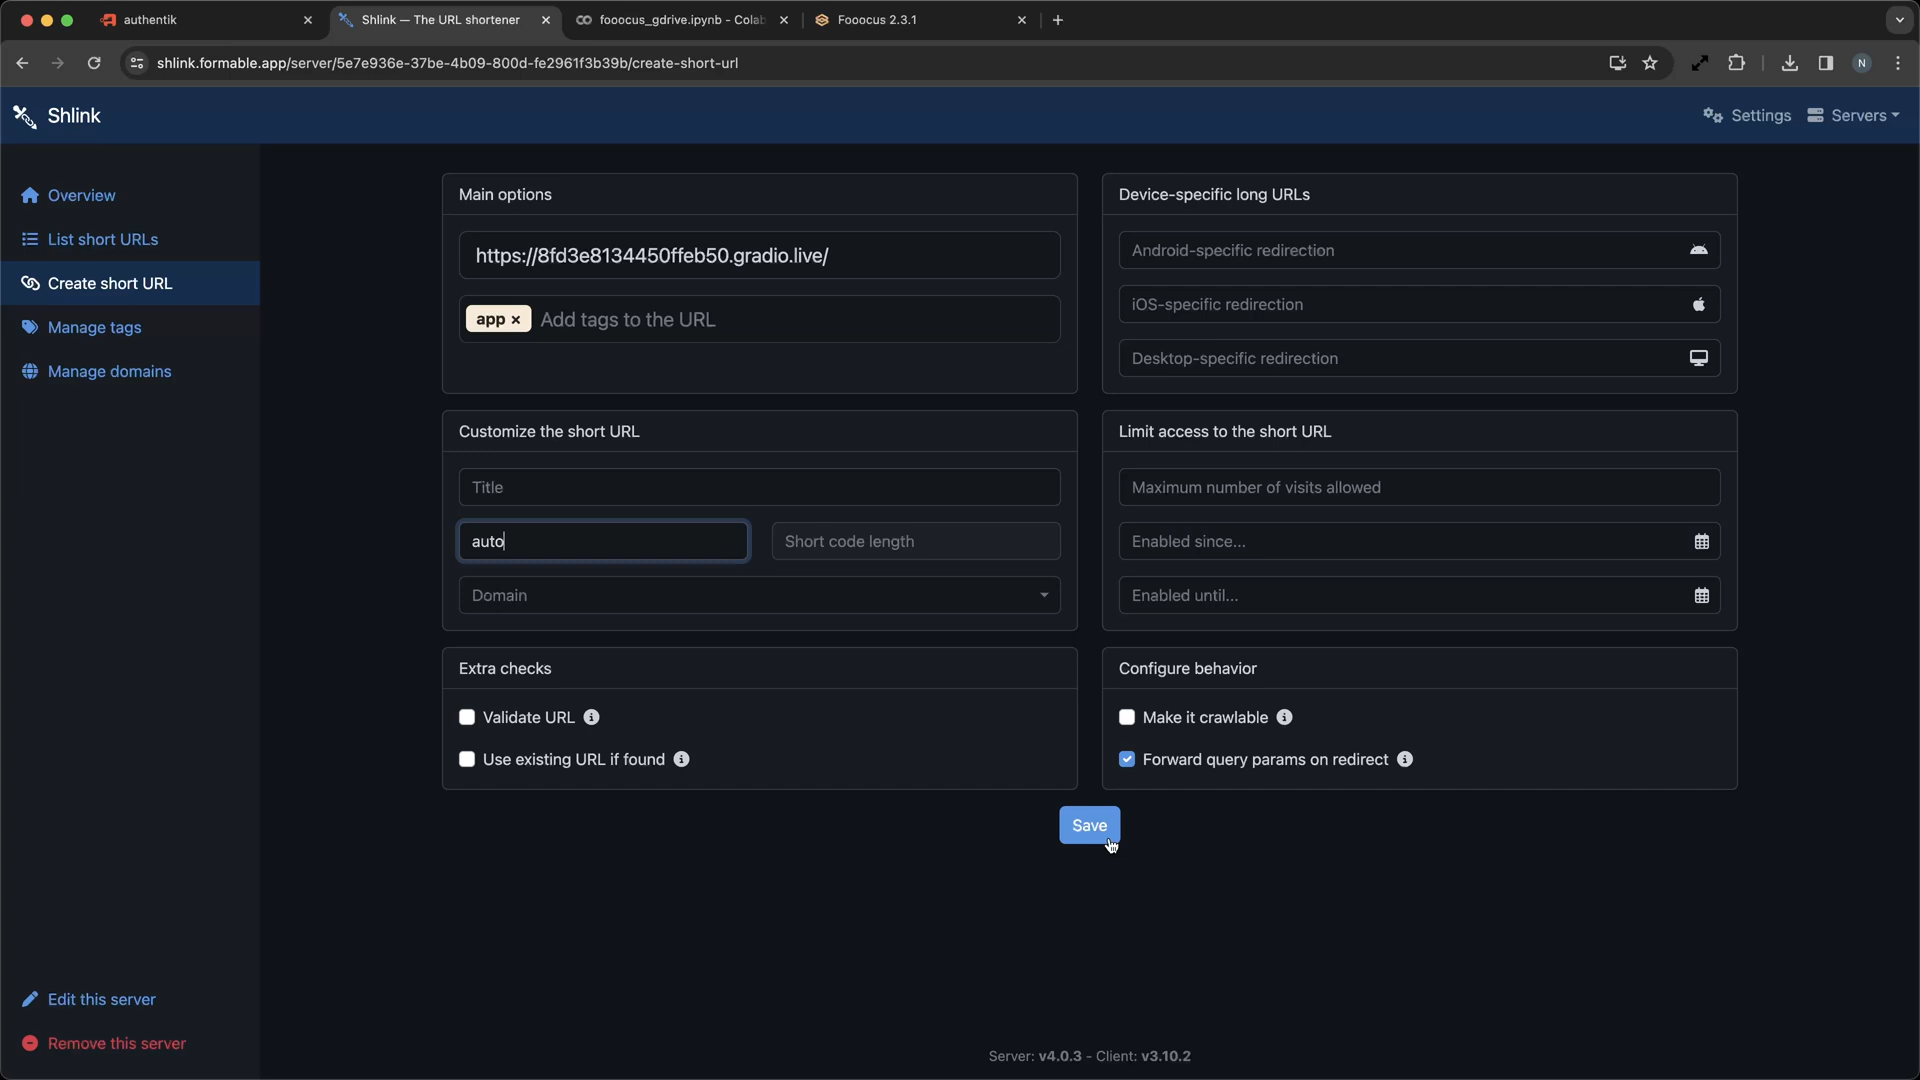 authentik
Shlink — The URL shortener
fooocus_gdrive.ipynb - Colab
Fooocus 2.3.1
shlink.formable.app/server/5e7e936e-37be-4b09-800d-fe2961f3b39b/create-short-url
N
Shlink
Settings
Servers
Overview
List short URLs
Create short URL
Manage tags
Manage domains
Main options
https://8fd3e8134450ffeb50.gradio.live/
app × Add tags to the URL
Device-specific long URLs
Android-specific redirection
iOS-specific redirection
Desktop-specific redirection
Customize the short URL
Title
auto
Short code length
Domain
Limit access to the short URL
Maximum number of visits allowed
Enabled since...
Enabled until...
Extra checks
Validate URL
Use existing URL if found
Configure behavior
Make it crawlable
Forward query params on redirect
Save
Edit this server
Remove this server
Server: v4.0.3 - Client: v3.10.2